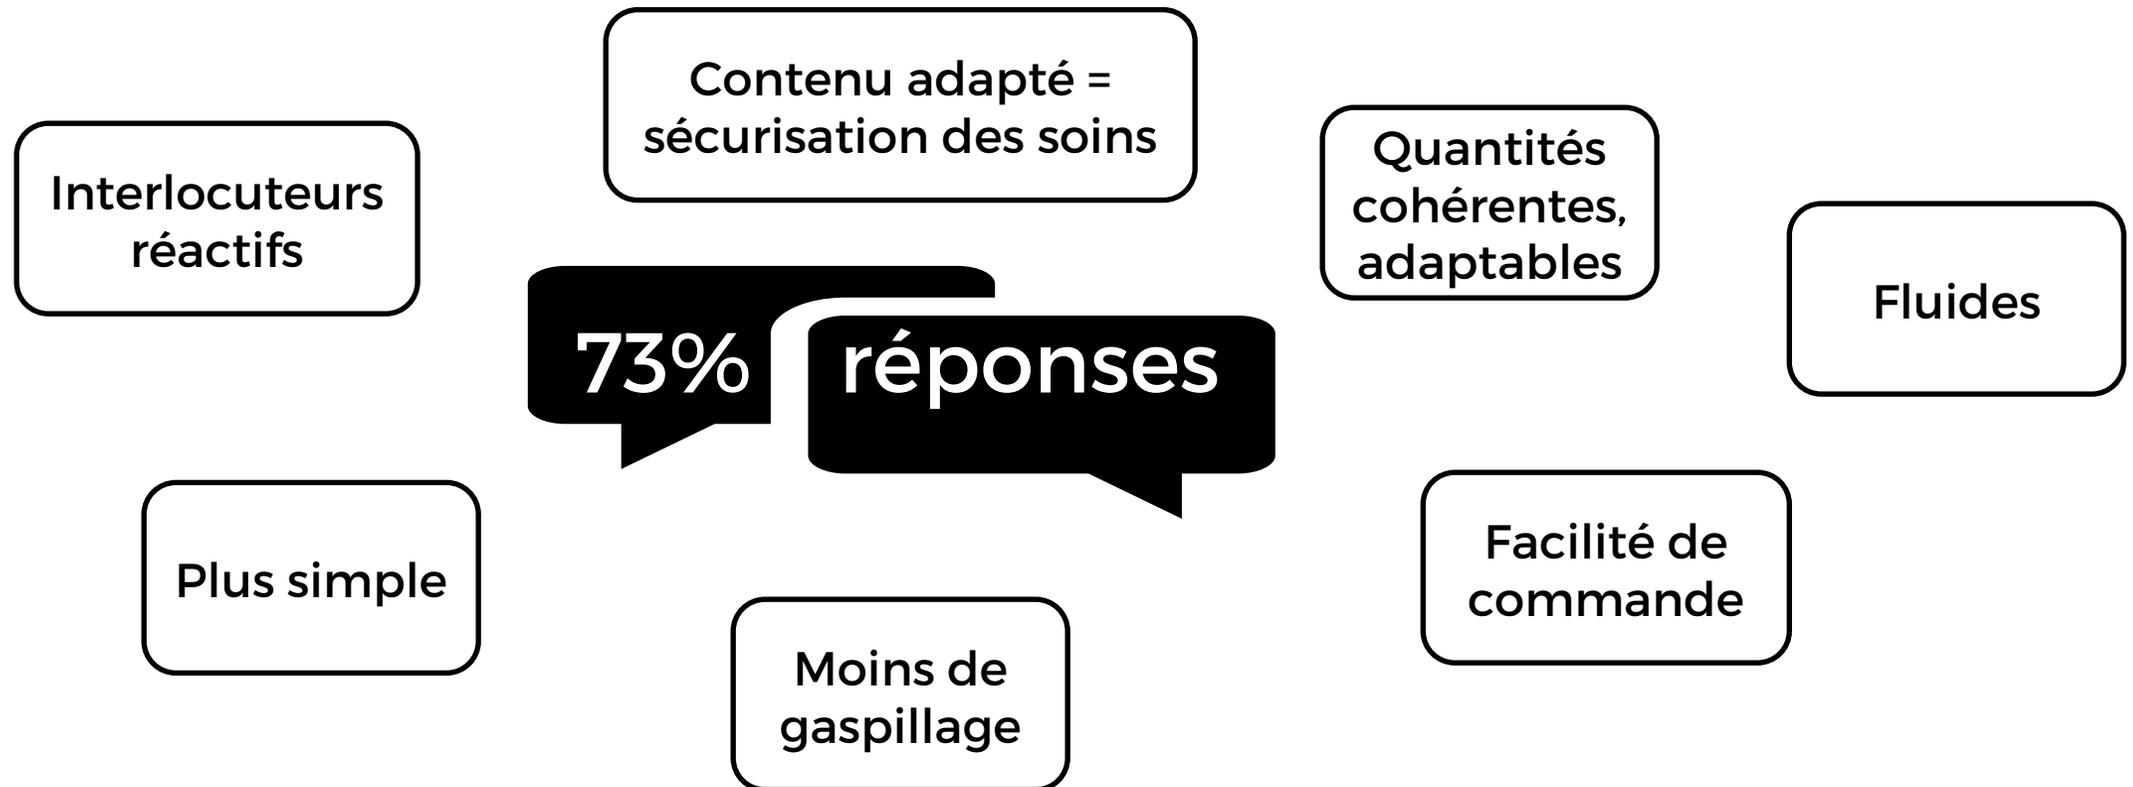 Contenu adapté =
sécurisation des soins
Interlocuteurs
réactifs
Quantités
cohérentes,
adaptables
Fluides
73% réponses
Plus simple
Facilité de
commande
Moins de
gaspillage